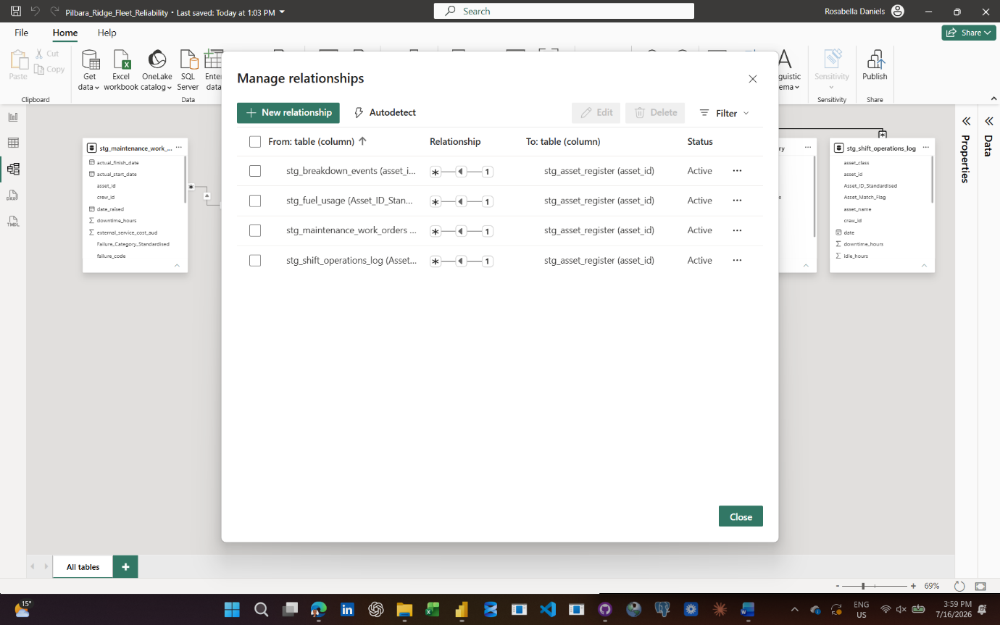 Pilbara_Ridge_Fleet_Reliability • Last saved: Today at 1:03 PM
Search
Rosabella Daniels
File
Home
Help
Share
Paste
Cut
Copy
Clipboard
Get data
Excel workbook
OneLake catalog
SQL Server
Enter data
Data
Sensitivity
Sensitivity
Publish
Share
Manage relationships
New relationship
Autodetect
Edit
Delete
Filter
From: table (column)
Relationship
To: table (column)
Status
stg_breakdown_events (asset_i...
* 1
stg_asset_register (asset_id)
Active
...
stg_fuel_usage (Asset_ID_Stan...
* 1
stg_asset_register (asset_id)
Active
...
stg_maintenance_work_orders ...
* 1
stg_asset_register (asset_id)
Active
...
stg_shift_operations_log (Asset...
* 1
stg_asset_register (asset_id)
Active
...
Close
stg_maintenance_work_...
actual_finish_date
actual_start_date
asset_id
crew_id
date_raised
downtime_hours
external_service_cost_aud
Failure_Category_Standardised
failure_code
stg_shift_operations_log
asset_class
asset_id
Asset_ID_Standardised
Asset_Match_Flag
asset_name
crew_id
date
downtime_hours
idle_hours
Properties
Data
DAX
TMDL
All tables
+
- + 69%
15°
ENG
US
3:59 PM
7/16/2026